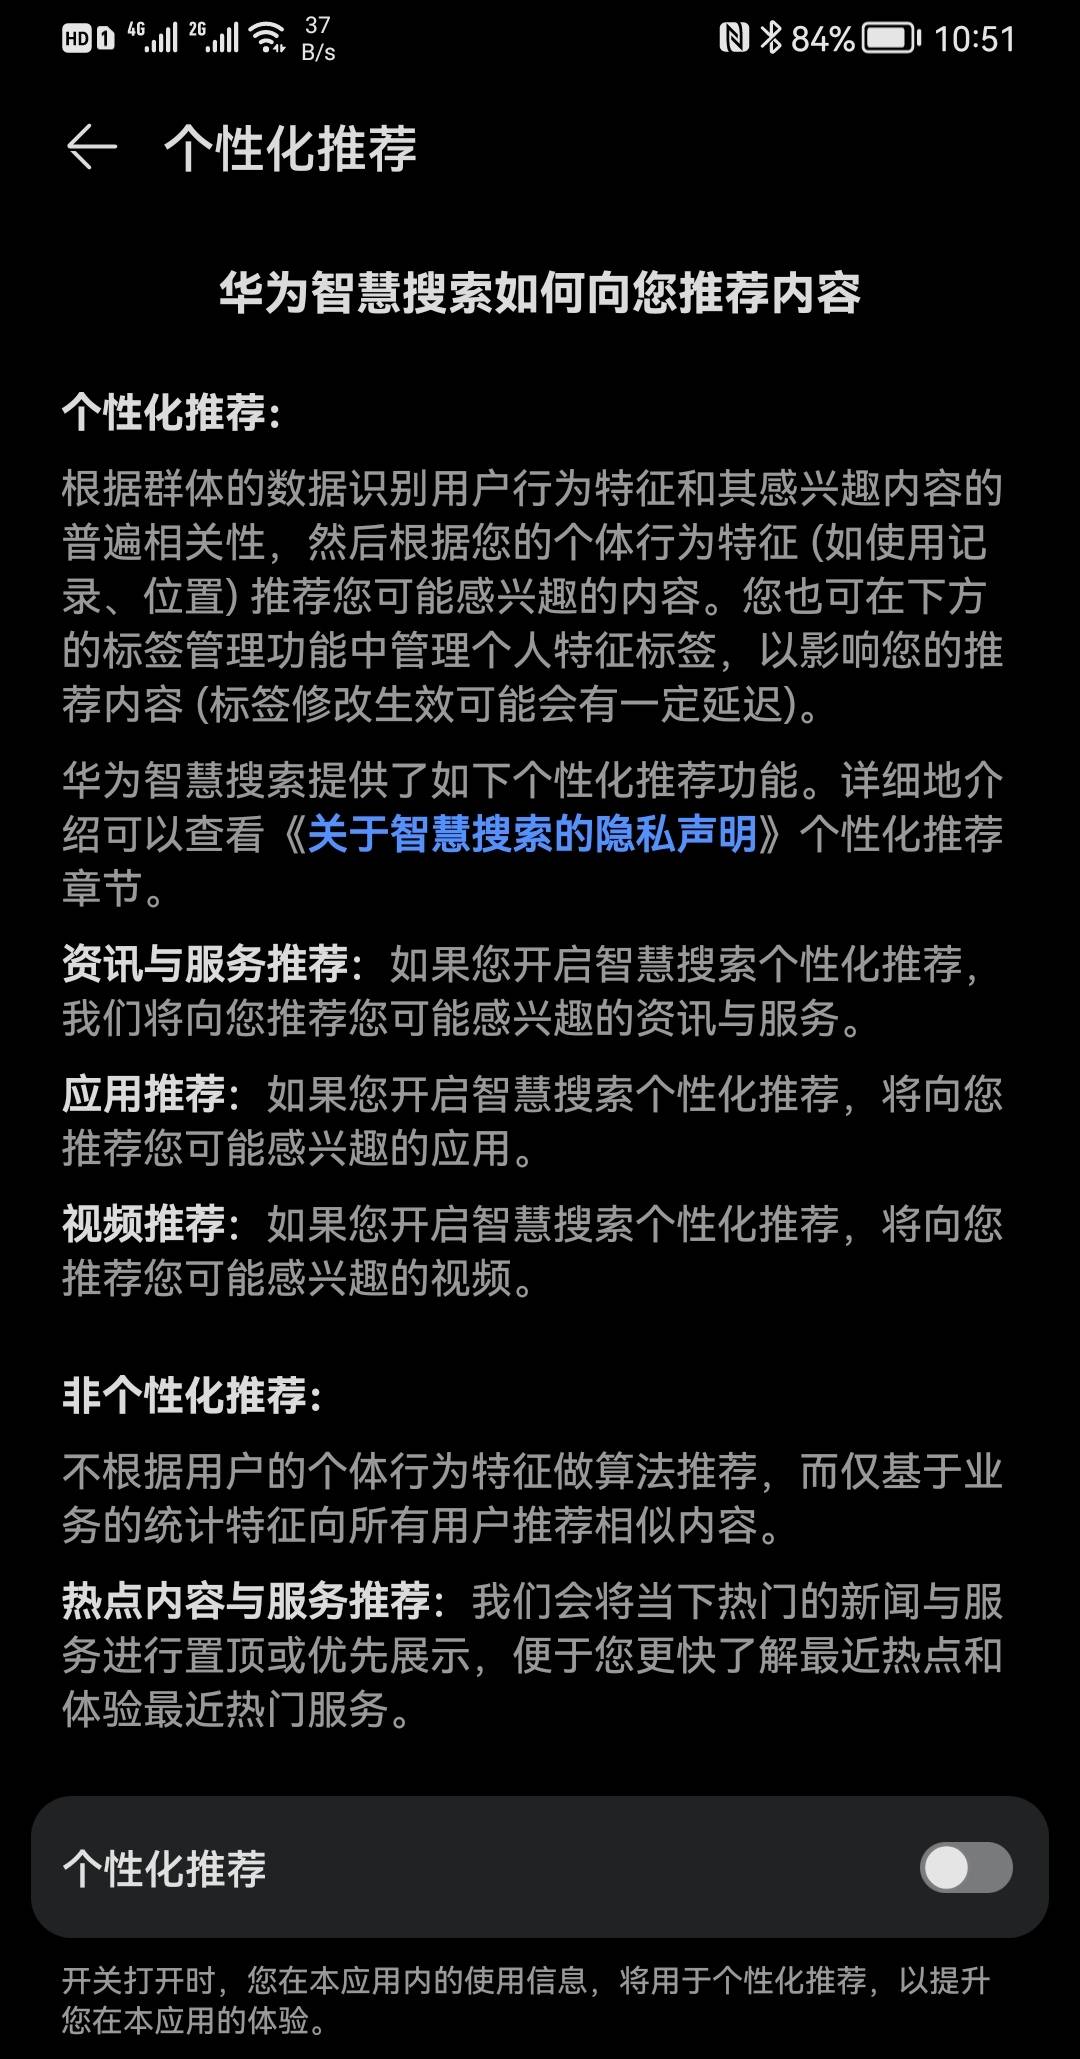 HD 1 4G 2G 37 B/s 84% 10:51
个性化推荐
华为智慧搜索如何向您推荐内容
个性化推荐：
根据群体的数据识别用户行为特征和其感兴趣内容的
普遍相关性，然后根据您的个体行为特征 (如使用记
录、位置) 推荐您可能感兴趣的内容。您也可在下方
的标签管理功能中管理个人特征标签，以影响您的推
荐内容 (标签修改生效可能会有一定延迟)。
华为智慧搜索提供了如下个性化推荐功能。详细地介
绍可以查看《关于智慧搜索的隐私声明》个性化推荐
章节。
资讯与服务推荐：如果您开启智慧搜索个性化推荐，
我们将向您推荐您可能感兴趣的资讯与服务。
应用推荐：如果您开启智慧搜索个性化推荐，将向您
推荐您可能感兴趣的应用。
视频推荐：如果您开启智慧搜索个性化推荐，将向您
推荐您可能感兴趣的视频。
非个性化推荐：
不根据用户的个体行为特征做算法推荐，而仅基于业
务的统计特征向所有用户推荐相似内容。
热点内容与服务推荐：我们会将当下热门的新闻与服
务进行置顶或优先展示，便于您更快了解最近热点和
体验最近热门服务。
个性化推荐
开关打开时，您在本应用内的使用信息，将用于个性化推荐，以提升
您在本应用的体验。